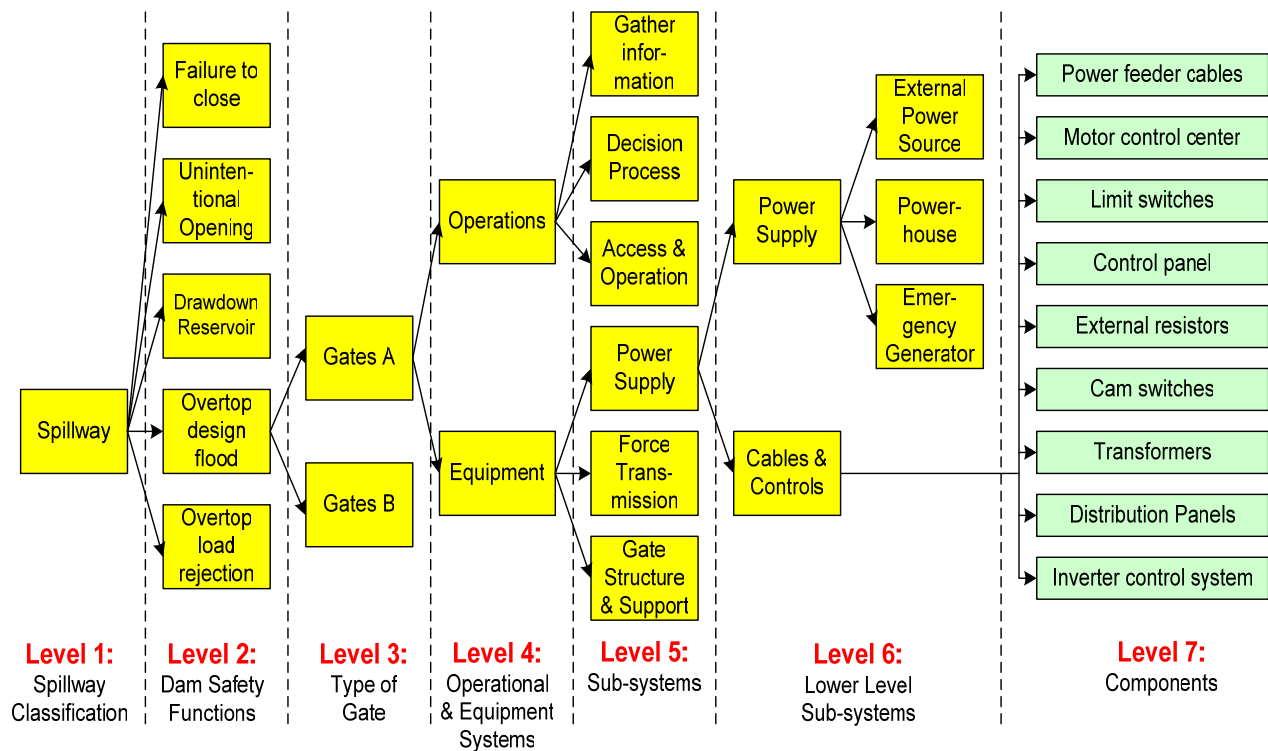 Failure to
close
Uninten-
tional
Opening
Drawdown
Reservoir
Spillway
Overtop
design
flood
Overtop
load
rejection
Gates A
Gates B
Operations
Equipment
Gather
infor-
mation
Decision
Process
Access &
Operation
Power
Supply
Force
Trans-
mission
Gate
Structure
& Support
Power
Supply
Cables &
Controls
External
Power
Source
Power-
house
Emer-
gency
Generator
Power feeder cables
Motor control center
Limit switches
Control panel
External resistors
Cam switches
Transformers
Distribution Panels
Inverter control system
Level 1:
Spillway
Classification
Level 2:
Dam Safety
Functions
Level 3:
Type of
Gate
Level 4:
Operational
& Equipment
Systems
Level 5:
Sub-systems
Level 6:
Lower Level
Sub-systems
Level 7:
Components